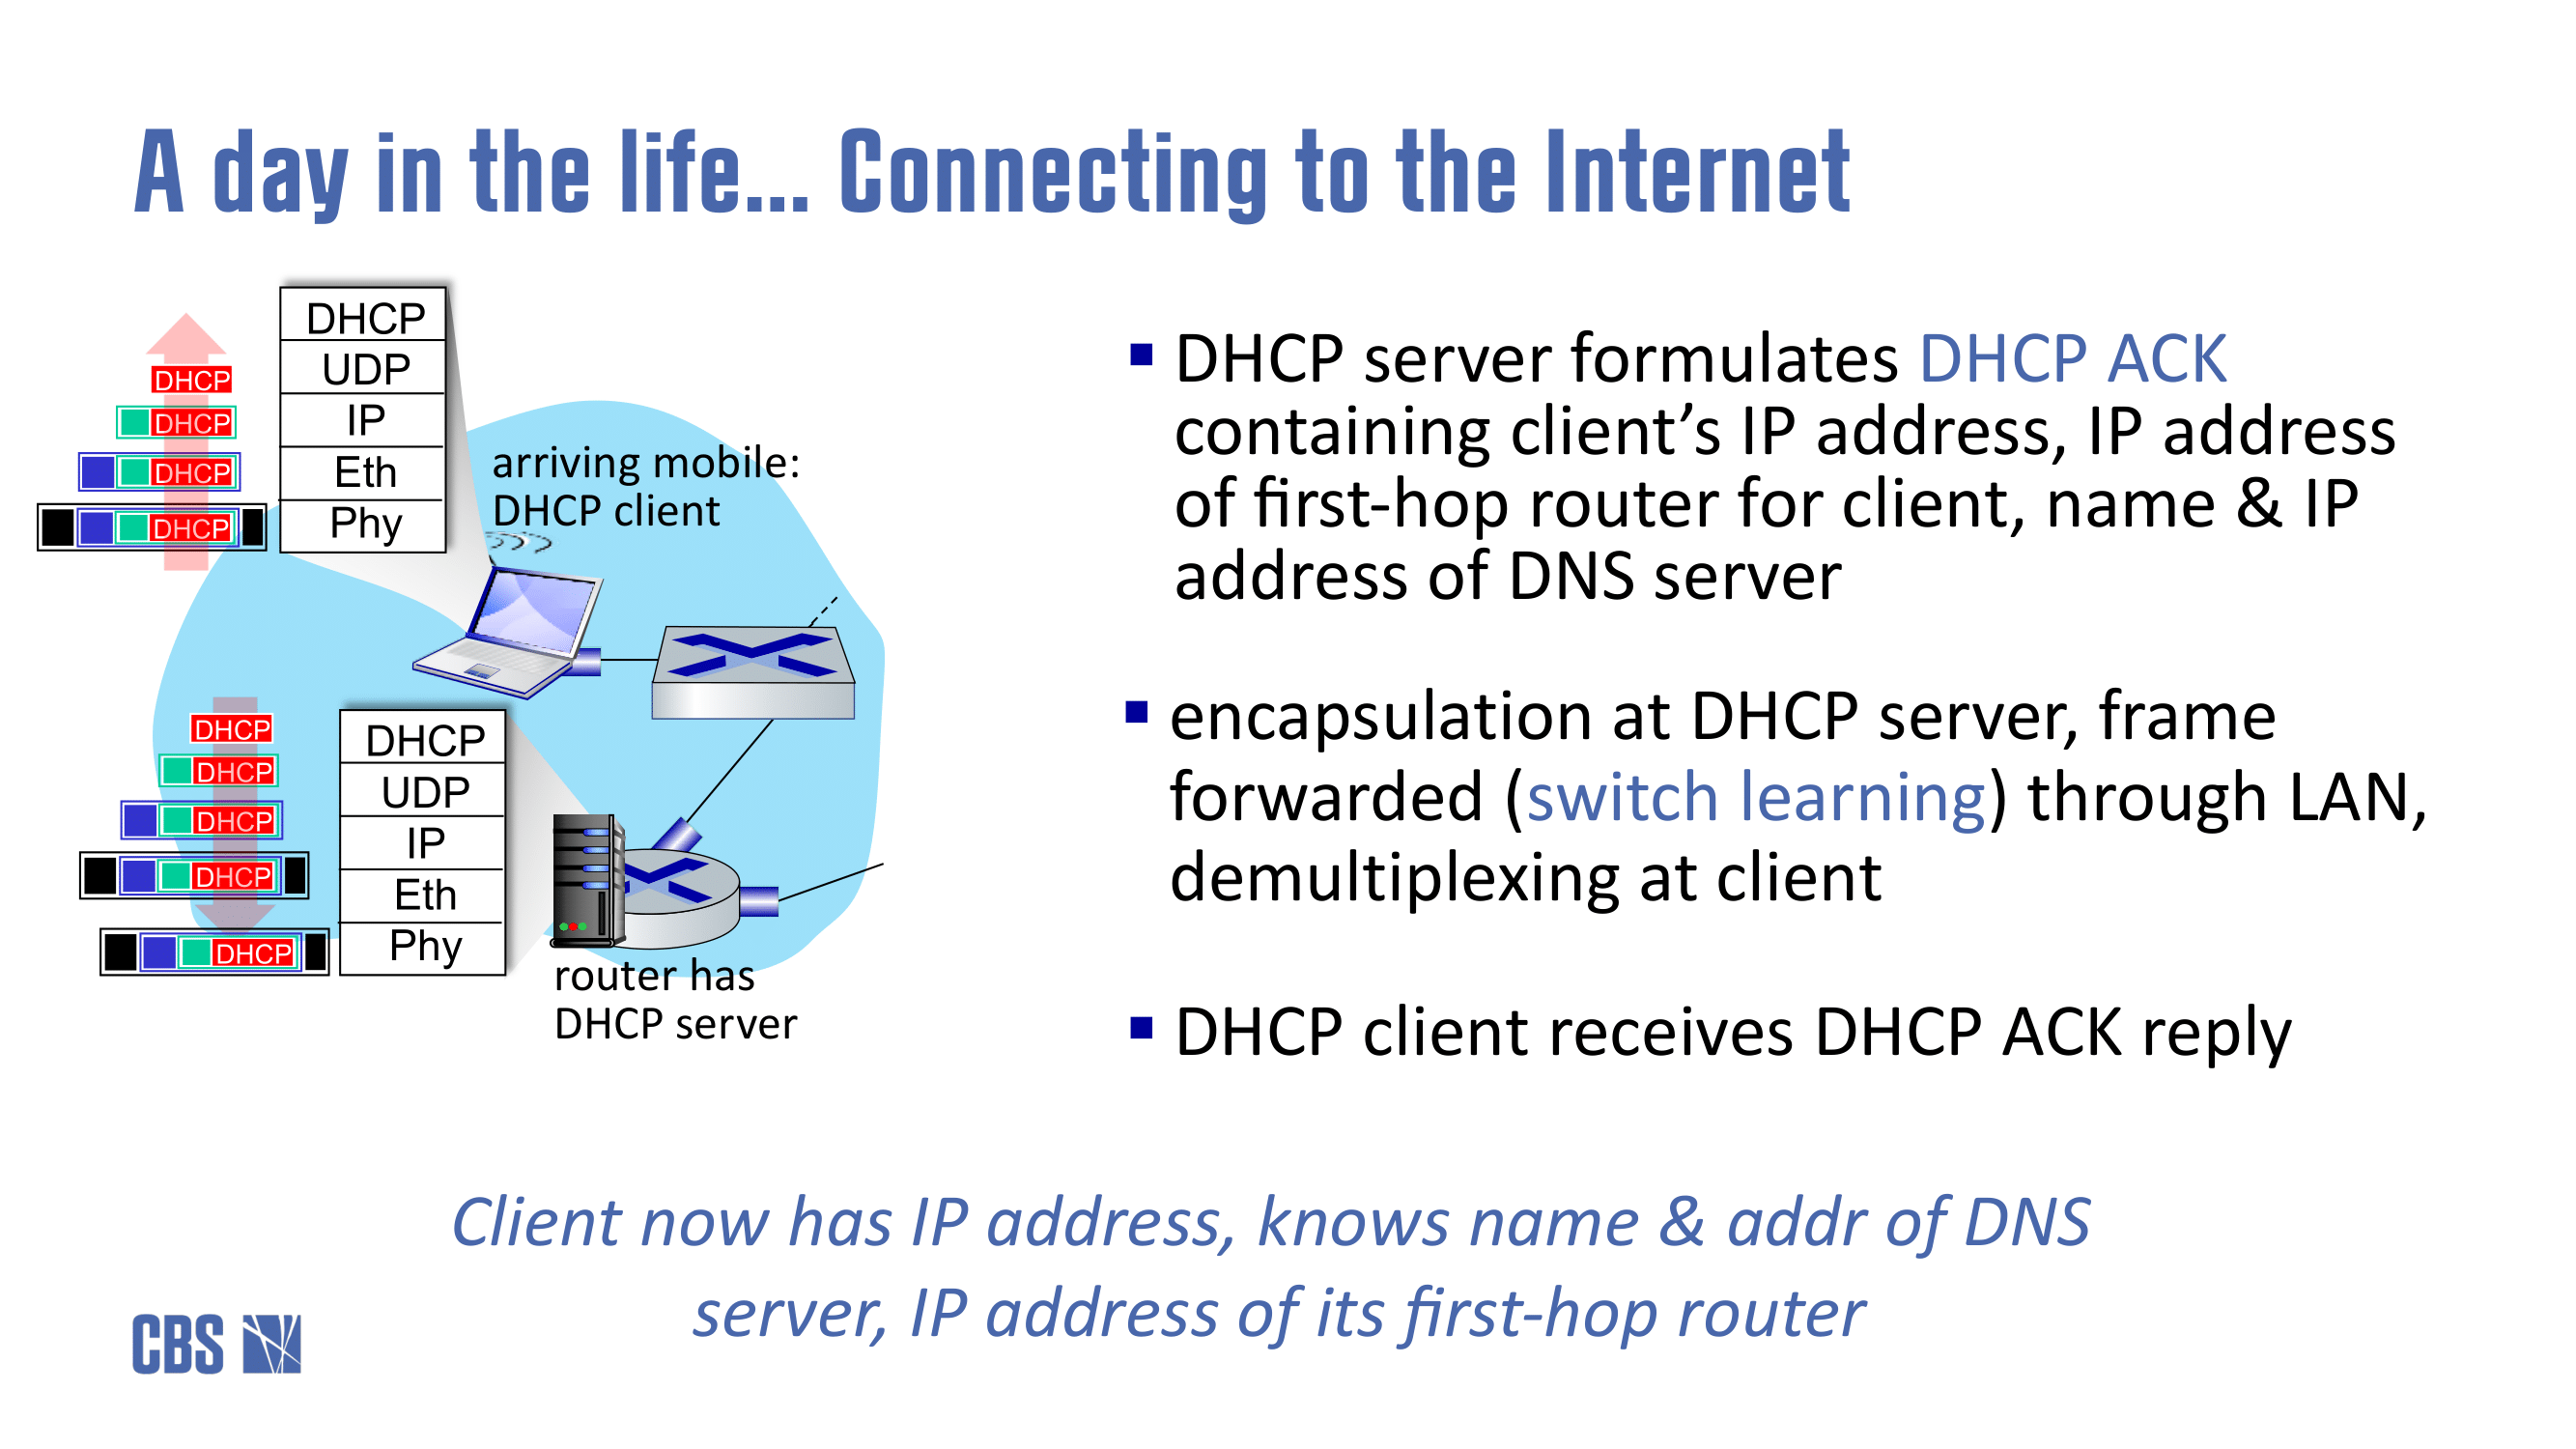 A day in the life... Connecting to the Internet
DHCP
UDP
IP
Eth
Phy
DHCP
DHCP
DHCP
DHCP
arriving mobile:
DHCP client
DHCP
UDP
IP
Eth
Phy
DHCP
DHCP
DHCP
DHCP
DHCP
router has
DHCP server
▪ DHCP server formulates DHCP ACK
containing client’s IP address, IP address
of first-hop router for client, name & IP
address of DNS server
▪ encapsulation at DHCP server, frame
forwarded (switch learning) through LAN,
demultiplexing at client
▪ DHCP client receives DHCP ACK reply
Client now has IP address, knows name & addr of DNS
server, IP address of its first-hop router
CBS